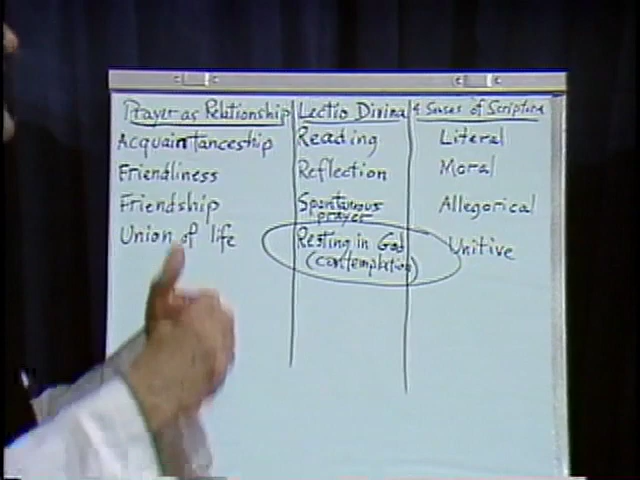 Prayer as Relationship Lectio Divina 4 Senses of Scripture
Acquaintanceship Reading Literal
Friendliness Reflection Moral
Friendship Spontaneous prayer Allegorical
Union of life Resting in God (contemplation) Unitive